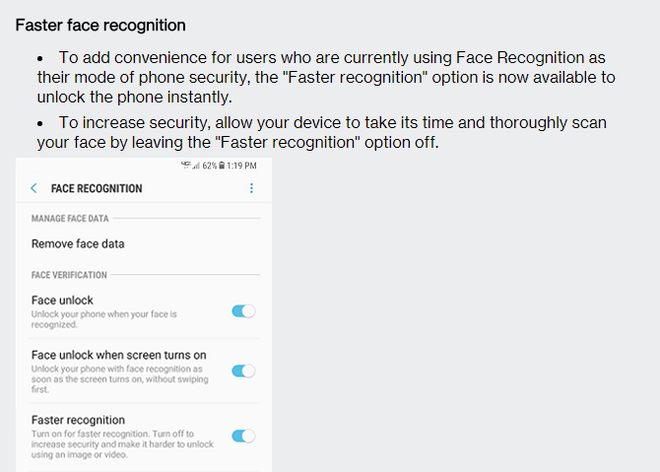 Faster face recognition
• To add convenience for users who are currently using Face Recognition as
their mode of phone security, the "Faster recognition" option is now available to
unlock the phone instantly.
• To increase security, allow your device to take its time and thoroughly scan
your face by leaving the "Faster recognition" option off.
62% 1:19 PM
FACE RECOGNITION
MANAGE FACE DATA
Remove face data
FACE VERIFICATION
Face unlock
Unlock your phone when your face is
recognized.
Face unlock when screen turns on
Unlock your phone with face recognition as
soon as the screen turns on, without swiping
first.
Faster recognition
Turn on for faster recognition. Turn off to
increase security and make it harder to unlock
using an image or video.